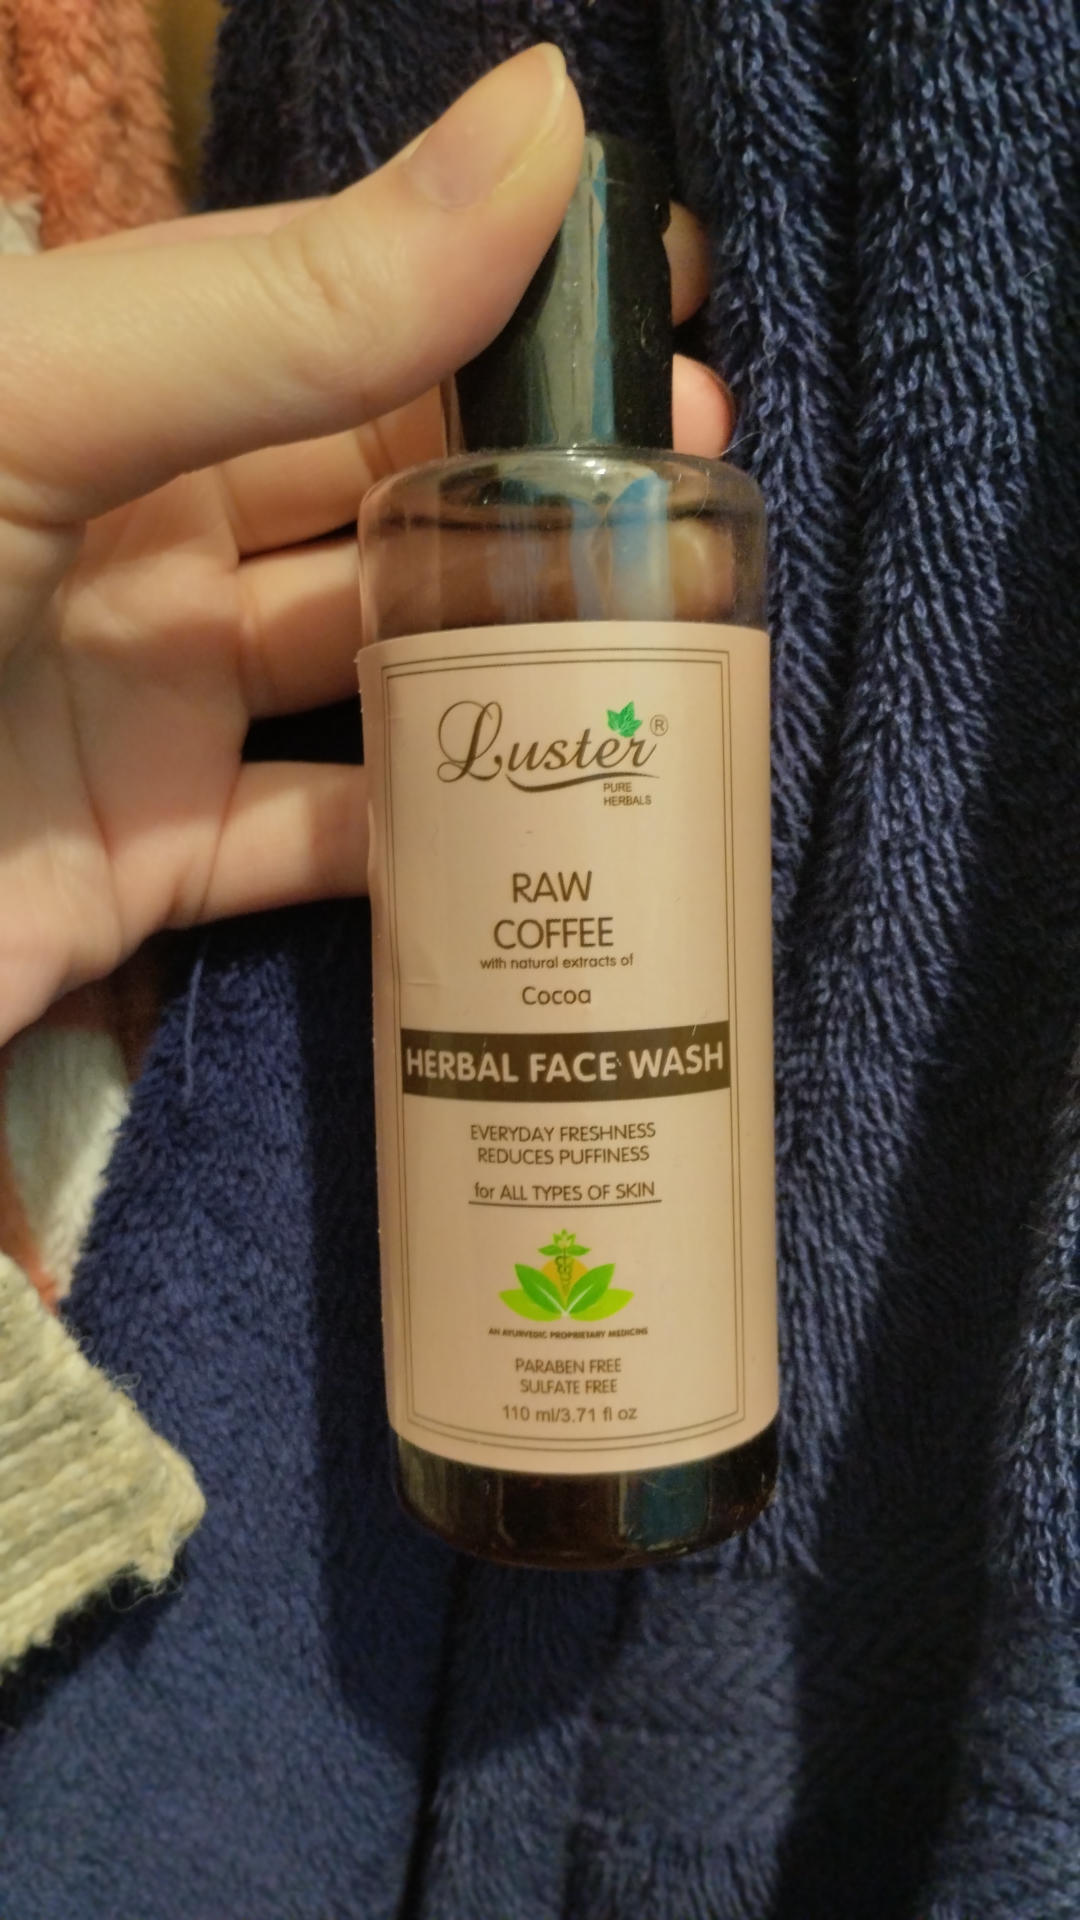 Luster®
PURE
HERBALS
RAW
COFFEE
with natural extracts of
Cocoa
HERBAL FACE WASH
EVERYDAY FRESHNESS
REDUCES PUFFINESS
for ALL TYPES OF SKIN
AN AYURVEDIC PROPRIETARY MEDICINE
PARABEN FREE
SULFATE FREE
110 ml/3.71 fl oz